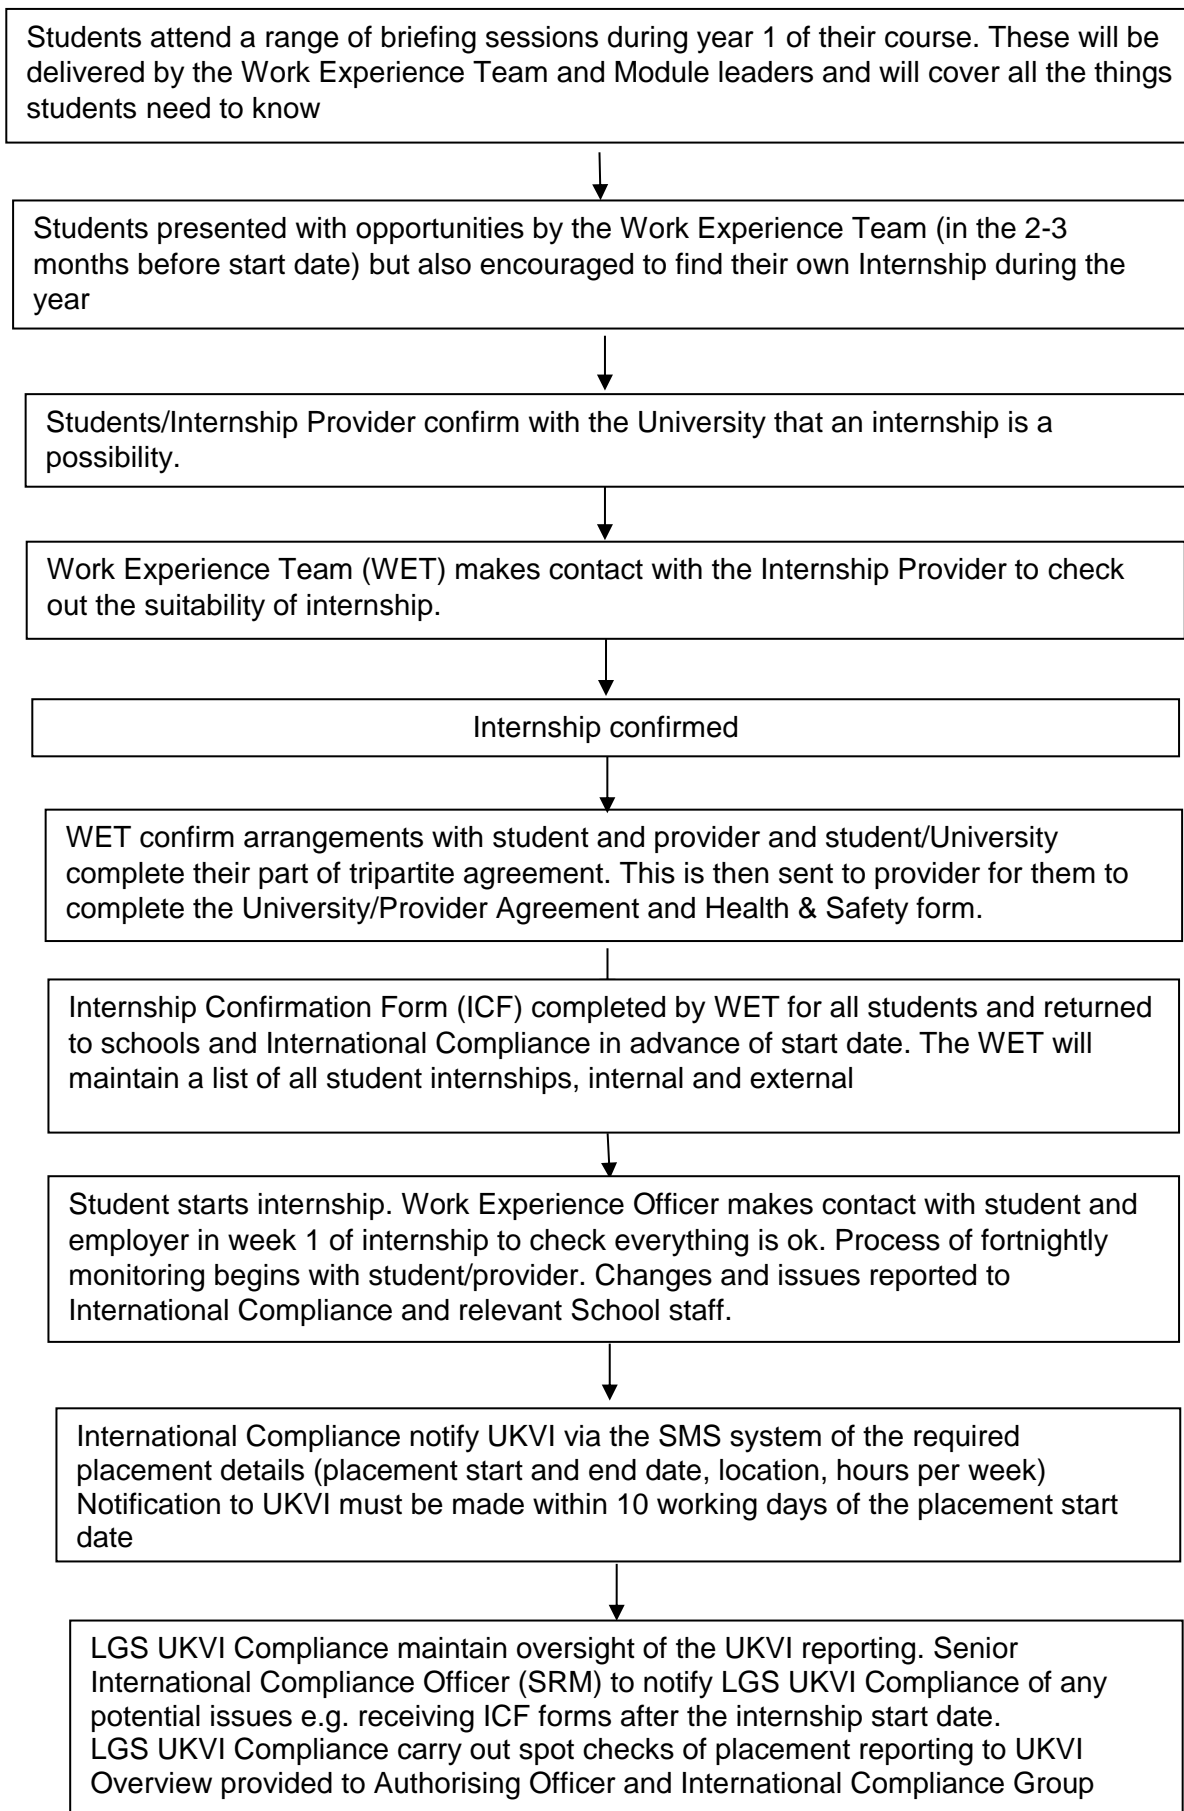 Students attend a range of briefing sessions during year 1 of their course. These will be
delivered by the Work Experience Team and Module leaders and will cover all the things
students need to know
Students presented with opportunities by the Work Experience Team (in the 2-3
months before start date) but also encouraged to find their own Internship during the
year
Students/Internship Provider confirm with the University that an internship is a
possibility.
Work Experience Team (WET) makes contact with the Internship Provider to check
out the suitability of internship.
Internship confirmed
WET confirm arrangements with student and provider and student/University
complete their part of tripartite agreement. This is then sent to provider for them to
complete the University/Provider Agreement and Health & Safety form.
Internship Confirmation Form (ICF) completed by WET for all students and returned
to schools and International Compliance in advance of start date. The WET will
maintain a list of all student internships, internal and external
Student starts internship. Work Experience Officer makes contact with student and
employer in week 1 of internship to check everything is ok. Process of fortnightly
monitoring begins with student/provider. Changes and issues reported to
International Compliance and relevant School staff.
International Compliance notify UKVI via the SMS system of the required
placement details (placement start and end date, location, hours per week)
Notification to UKVI must be made within 10 working days of the placement start
date
LGS UKVI Compliance maintain oversight of the UKVI reporting. Senior
International Compliance Officer (SRM) to notify LGS UKVI Compliance of any
potential issues e.g. receiving ICF forms after the internship start date.
LGS UKVI Compliance carry out spot checks of placement reporting to UKVI
Overview provided to Authorising Officer and International Compliance Group